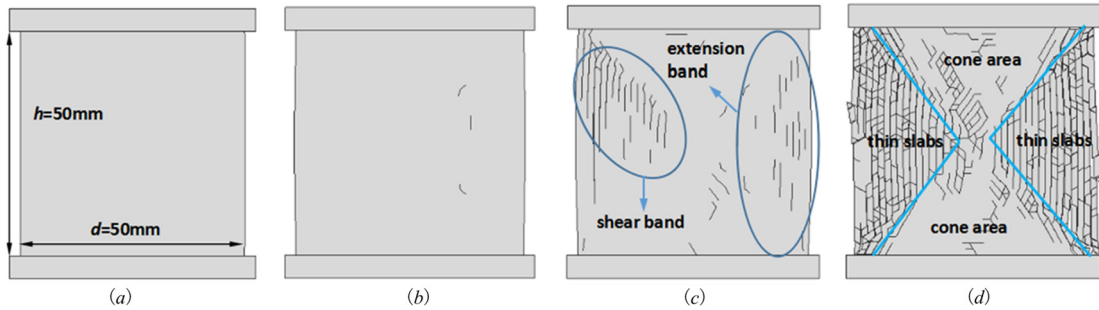 h=50mm
d=50mm
extension
band
shear band
cone area
thin slabs
thin slabs
cone area
(a)
(b)
(c)
(d)